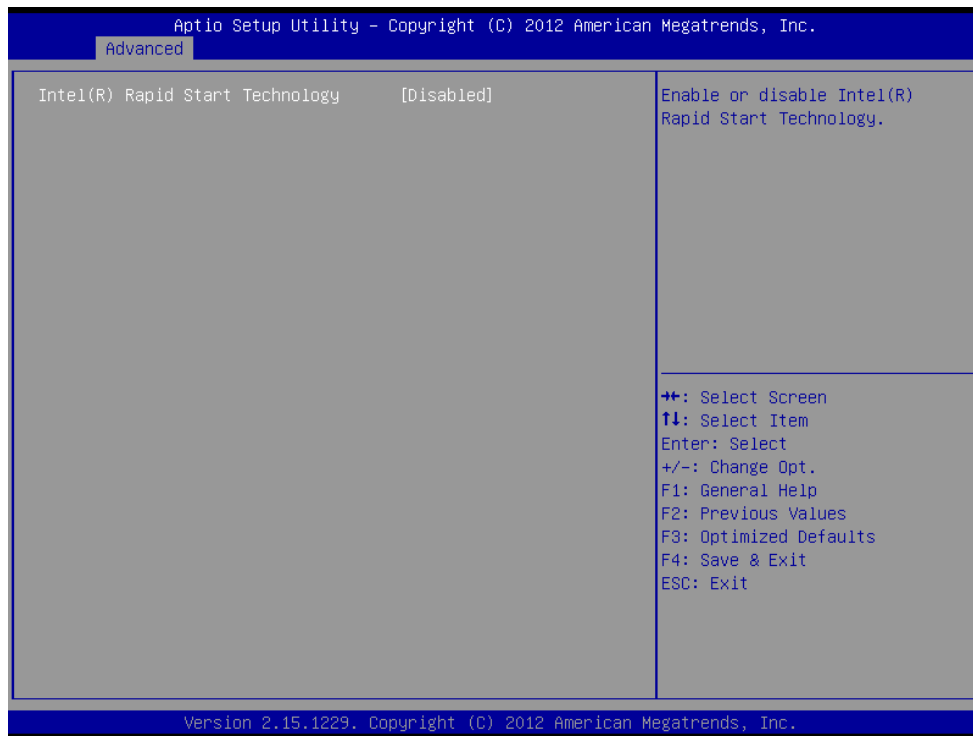 Aptio Setup Utility – Copyright (C) 2012 American Megatrends, Inc.
Advanced
Intel(R) Rapid Start Technology [Disabled]
Enable or disable Intel(R)
Rapid Start Technology.
→←: Select Screen
↑↓: Select Item
Enter: Select
+/-: Change Opt.
F1: General Help
F2: Previous Values
F3: Optimized Defaults
F4: Save & Exit
ESC: Exit
Version 2.15.1229. Copyright (C) 2012 American Megatrends, Inc.